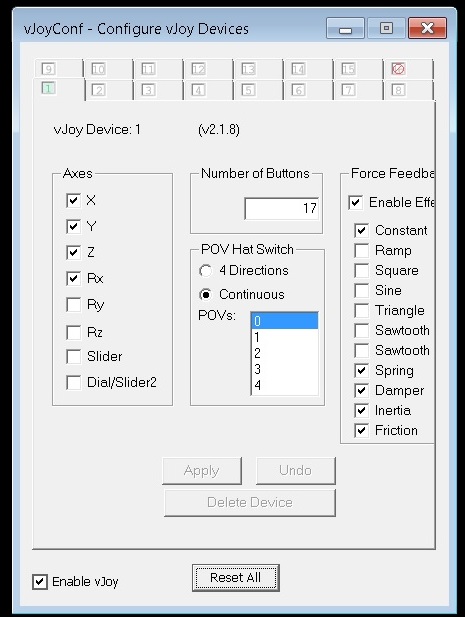 vJoyConf - Configure vJoy Devices
9 10 11 12 13 14 15
1 2 3 4 5 6 7 8
vJoy Device: 1 (v2.1.8)
Axes
X
Y
Z
Rx
Ry
Rz
Slider
Dial/Slider2
Number of Buttons
17
POV Hat Switch
4 Directions
Continuous
POVs:
0
1
2
3
4
Force Feedba
Enable Effe
Constant
Ramp
Square
Sine
Triangle
Sawtooth
Sawtooth
Spring
Damper
Inertia
Friction
Apply Undo
Delete Device
Enable vJoy
Reset All